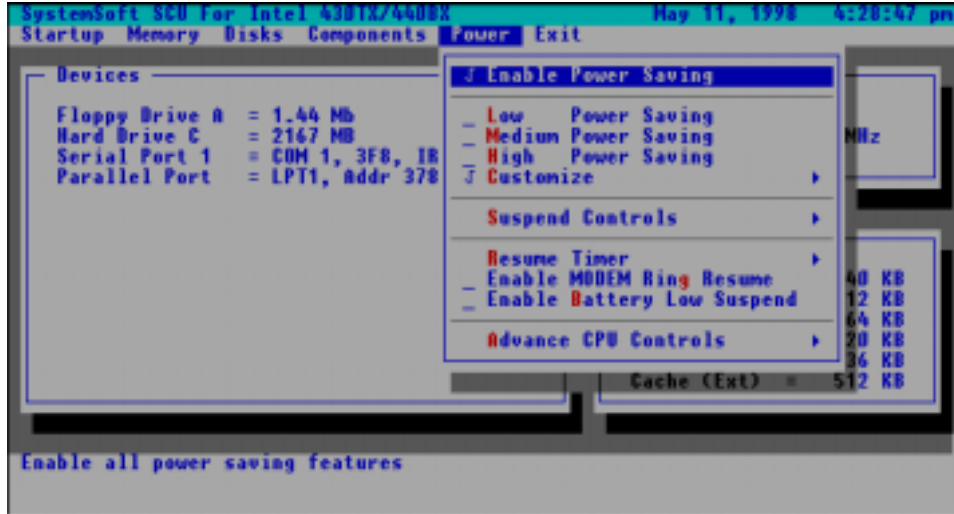 SystemSoft SCU For Intel 430TX/440BX May 11, 1998 4:28:47 pm
Startup Memory Disks Components Power Exit
Devices
Floppy Drive A = 1.44 Mb
Hard Drive C = 2167 MB
Serial Port 1 = COM 1, 3F8, IR
Parallel Port = LPT1, Addr 378
√ Enable Power Saving
_ Low Power Saving
_ Medium Power Saving
_ High Power Saving
√ Customize
Suspend Controls
Resume Timer
_ Enable MODEM Ring Resume
_ Enable Battery Low Suspend
Advance CPU Controls
MHz
40 KB
12 KB
64 KB
20 KB
36 KB
Cache (Ext) = 512 KB
Enable all power saving features